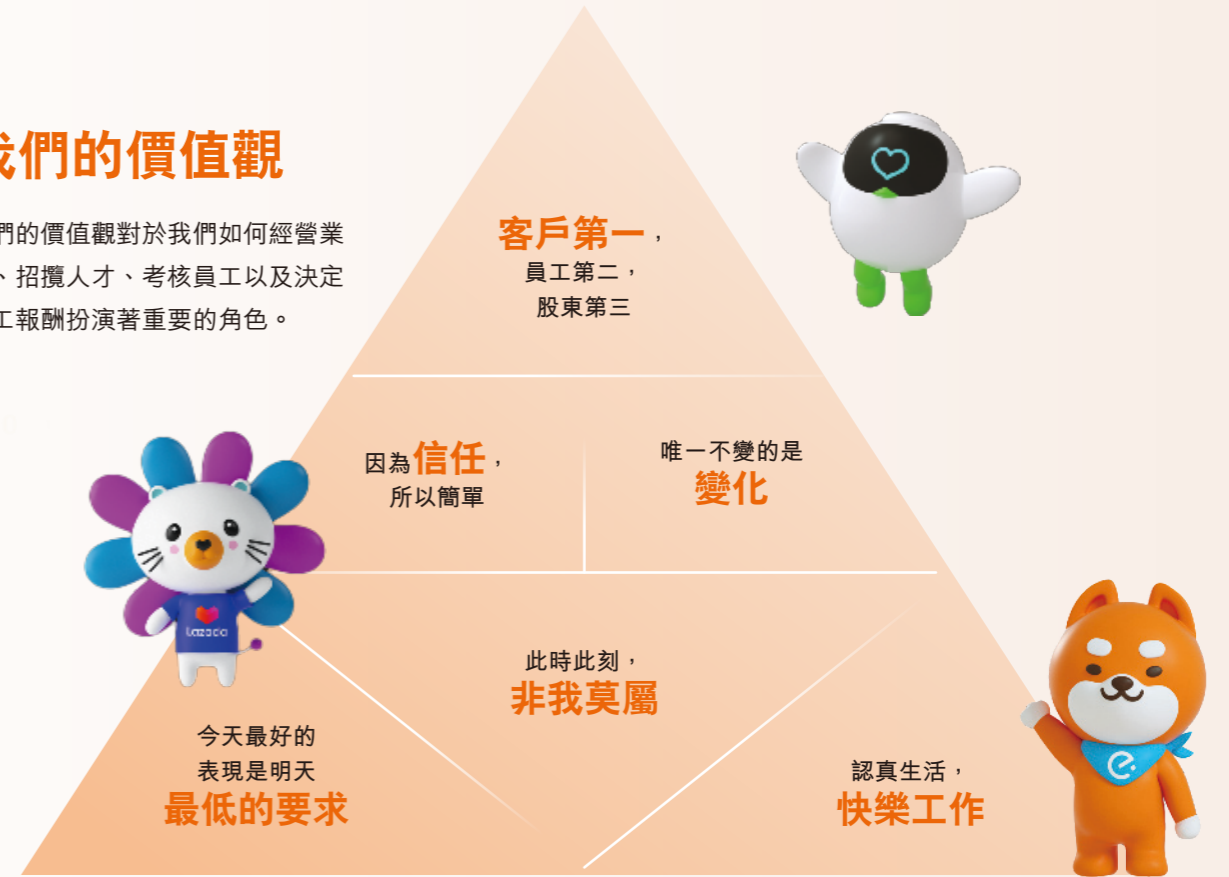 我們的價值觀
們的價值觀對於我們如何經營業
、招攬人才、考核員工以及決定
工報酬扮演著重要的角色。
客戶第一，
員工第二，
股東第三
因為信任，
所以簡單
唯一不變的是
變化
此時此刻，
非我莫屬
今天最好的
表現是明天
最低的要求
認真生活，
快樂工作
Lazada
e